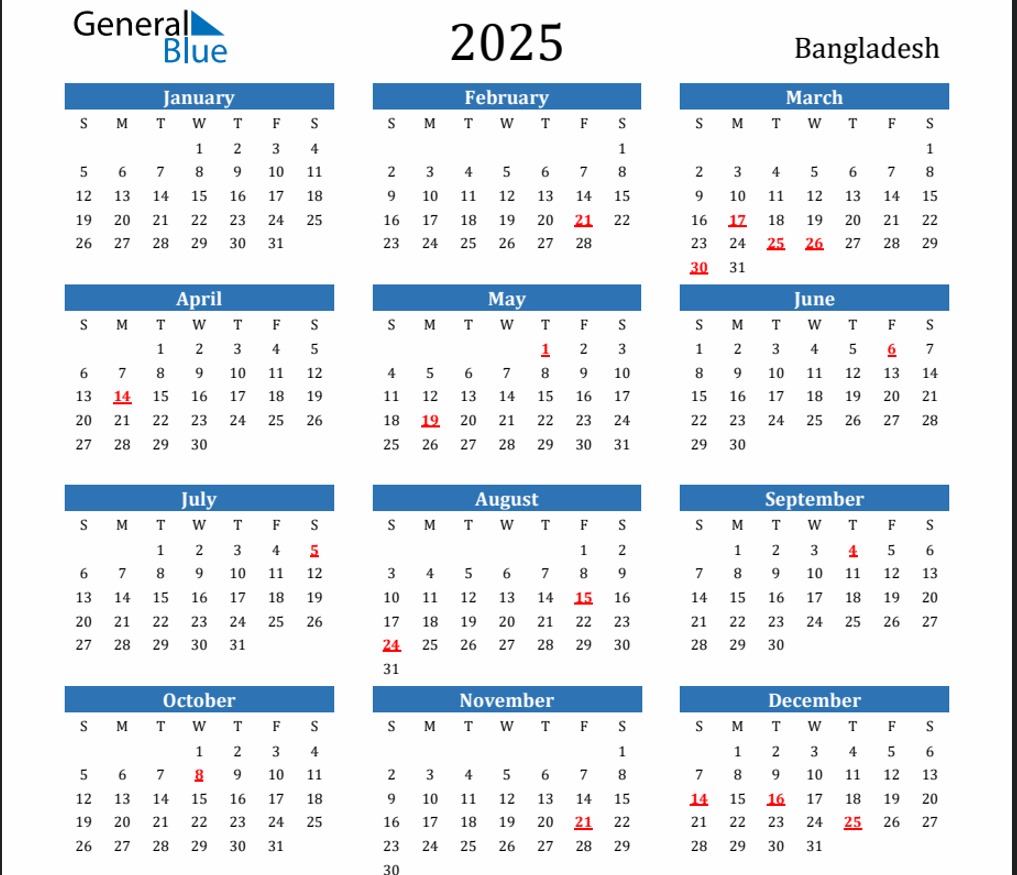 General
Blue
2025
Bangladesh
January February March
S M T W T F S S M T W T F S S M T W T F S
1 2 3 4 1 1
5 6 7 8 9 10 11 2 3 4 5 6 7 8 2 3 4 5 6 7 8
12 13 14 15 16 17 18 9 10 11 12 13 14 15 9 10 11 12 13 14 15
19 20 21 22 23 24 25 16 17 18 19 20 21 22 16 17 18 19 20 21 22
26 27 28 29 30 31 23 24 25 26 27 28 23 24 25 26 27 28 29
30 31
April May June
S M T W T F S S M T W T F S S M T W T F S
1 2 3 4 5 1 2 3 1 2 3 4 5 6 7
6 7 8 9 10 11 12 4 5 6 7 8 9 10 8 9 10 11 12 13 14
13 14 15 16 17 18 19 11 12 13 14 15 16 17 15 16 17 18 19 20 21
20 21 22 23 24 25 26 18 19 20 21 22 23 24 22 23 24 25 26 27 28
27 28 29 30 25 26 27 28 29 30 31 29 30
July August September
S M T W T F S S M T W T F S S M T W T F S
1 2 3 4 5 1 2 1 2 3 4 5 6
6 7 8 9 10 11 12 3 4 5 6 7 8 9 7 8 9 10 11 12 13
13 14 15 16 17 18 19 10 11 12 13 14 15 16 14 15 16 17 18 19 20
20 21 22 23 24 25 26 17 18 19 20 21 22 23 21 22 23 24 25 26 27
27 28 29 30 31 24 25 26 27 28 29 30 28 29 30
31
October November December
S M T W T F S S M T W T F S S M T W T F S
1 2 3 4 1 1 2 3 4 5 6
5 6 7 8 9 10 11 2 3 4 5 6 7 8 7 8 9 10 11 12 13
12 13 14 15 16 17 18 9 10 11 12 13 14 15 14 15 16 17 18 19 20
19 20 21 22 23 24 25 16 17 18 19 20 21 22 21 22 23 24 25 26 27
26 27 28 29 30 31 23 24 25 26 27 28 29 28 29 30 31
30